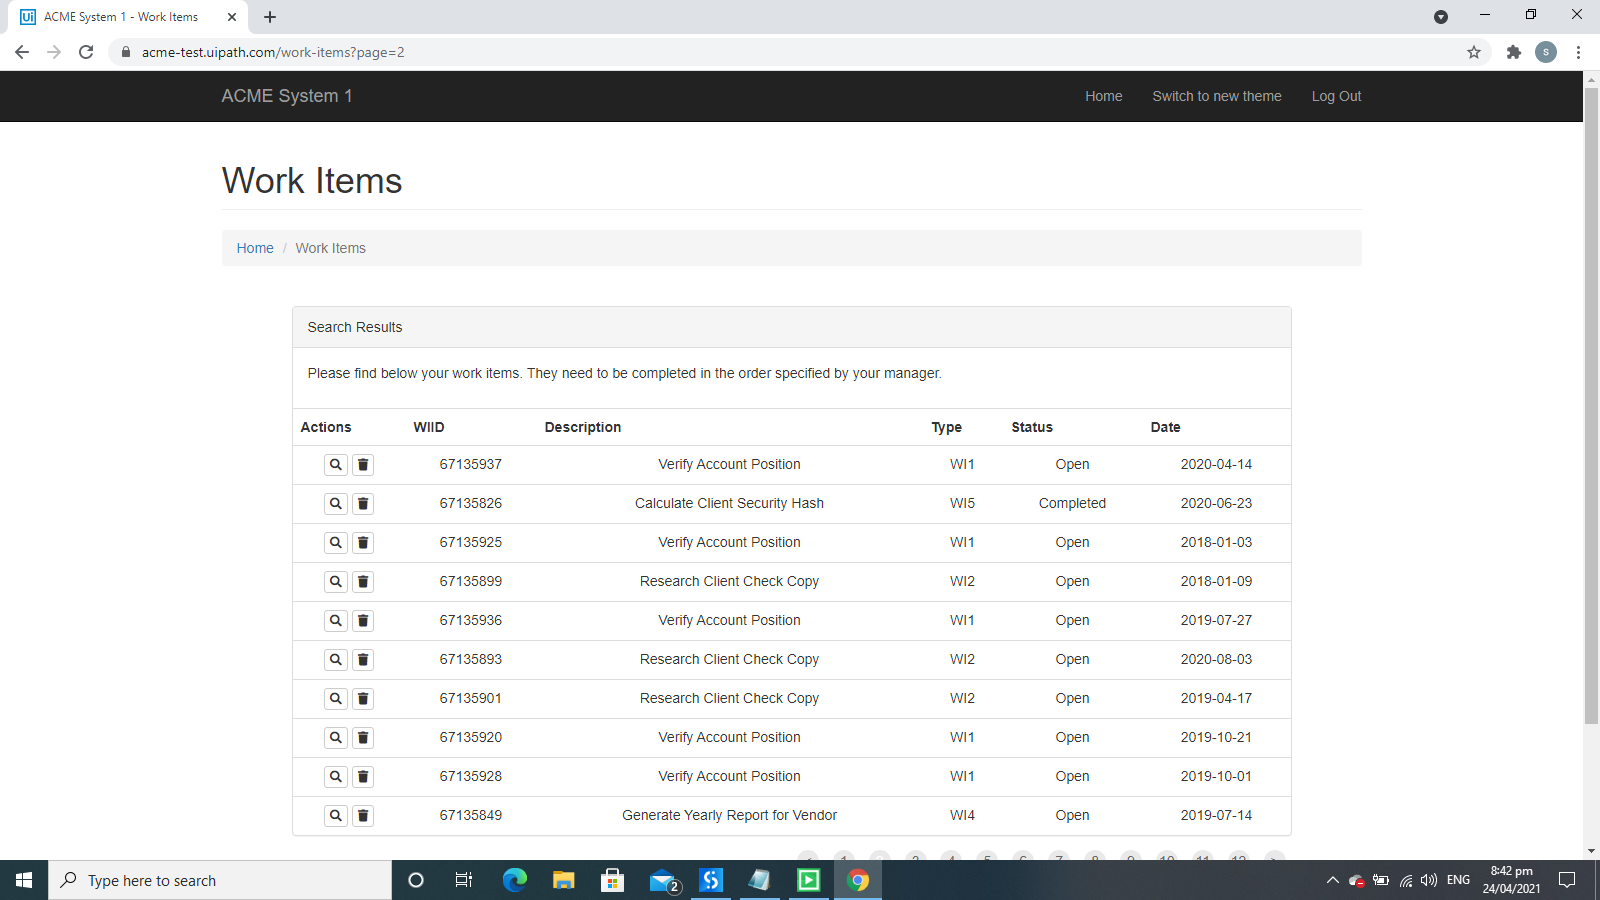 ACME System 1 - Work Items
acme-test.uipath.com/work-items?page=2
S
ACME System 1 Home Switch to new theme Log Out
Work Items
Home / Work Items
Search Results
Please find below your work items. They need to be completed in the order specified by your manager.
Actions WIID Description Type Status Date
67135937 Verify Account Position WI1 Open 2020-04-14
67135826 Calculate Client Security Hash WI5 Completed 2020-06-23
67135925 Verify Account Position WI1 Open 2018-01-03
67135899 Research Client Check Copy WI2 Open 2018-01-09
67135936 Verify Account Position WI1 Open 2019-07-27
67135893 Research Client Check Copy WI2 Open 2020-08-03
67135901 Research Client Check Copy WI2 Open 2019-04-17
67135920 Verify Account Position WI1 Open 2019-10-21
67135928 Verify Account Position WI1 Open 2019-10-01
67135849 Generate Yearly Report for Vendor WI4 Open 2019-07-14
Type here to search
2
ENG
8:42 pm
24/04/2021